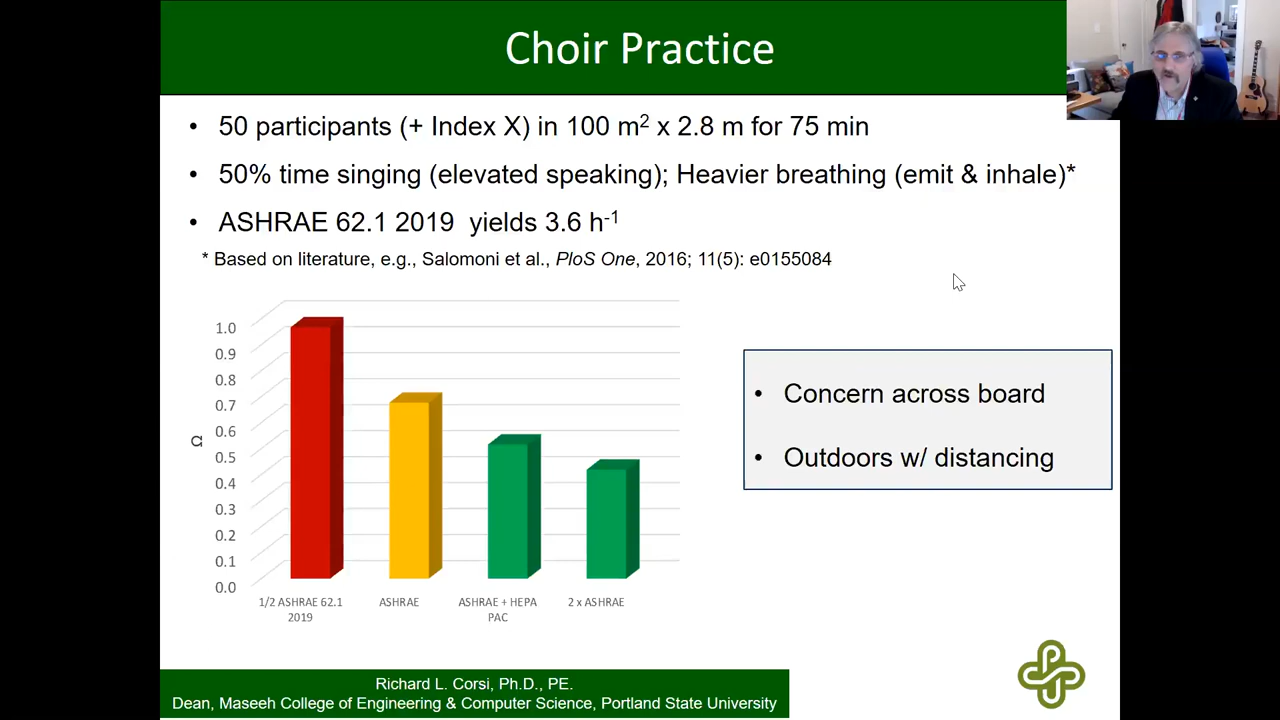 Choir Practice
• 50 participants (+ Index X) in 100 m² x 2.8 m for 75 min
• 50% time singing (elevated speaking); Heavier breathing (emit & inhale)*
• ASHRAE 62.1 2019  yields 3.6 h⁻¹
* Based on literature, e.g., Salomoni et al., PloS One, 2016; 11(5): e0155084
1.0
0.9
0.8
0.7
0.6
0.5
0.4
0.3
0.2
0.1
0.0
Ω
1/2 ASHRAE 62.1
2019
ASHRAE
ASHRAE + HEPA
PAC
2 x ASHRAE
• Concern across board
• Outdoors w/ distancing
Richard L. Corsi, Ph.D., PE.
Dean, Maseeh College of Engineering & Computer Science, Portland State University